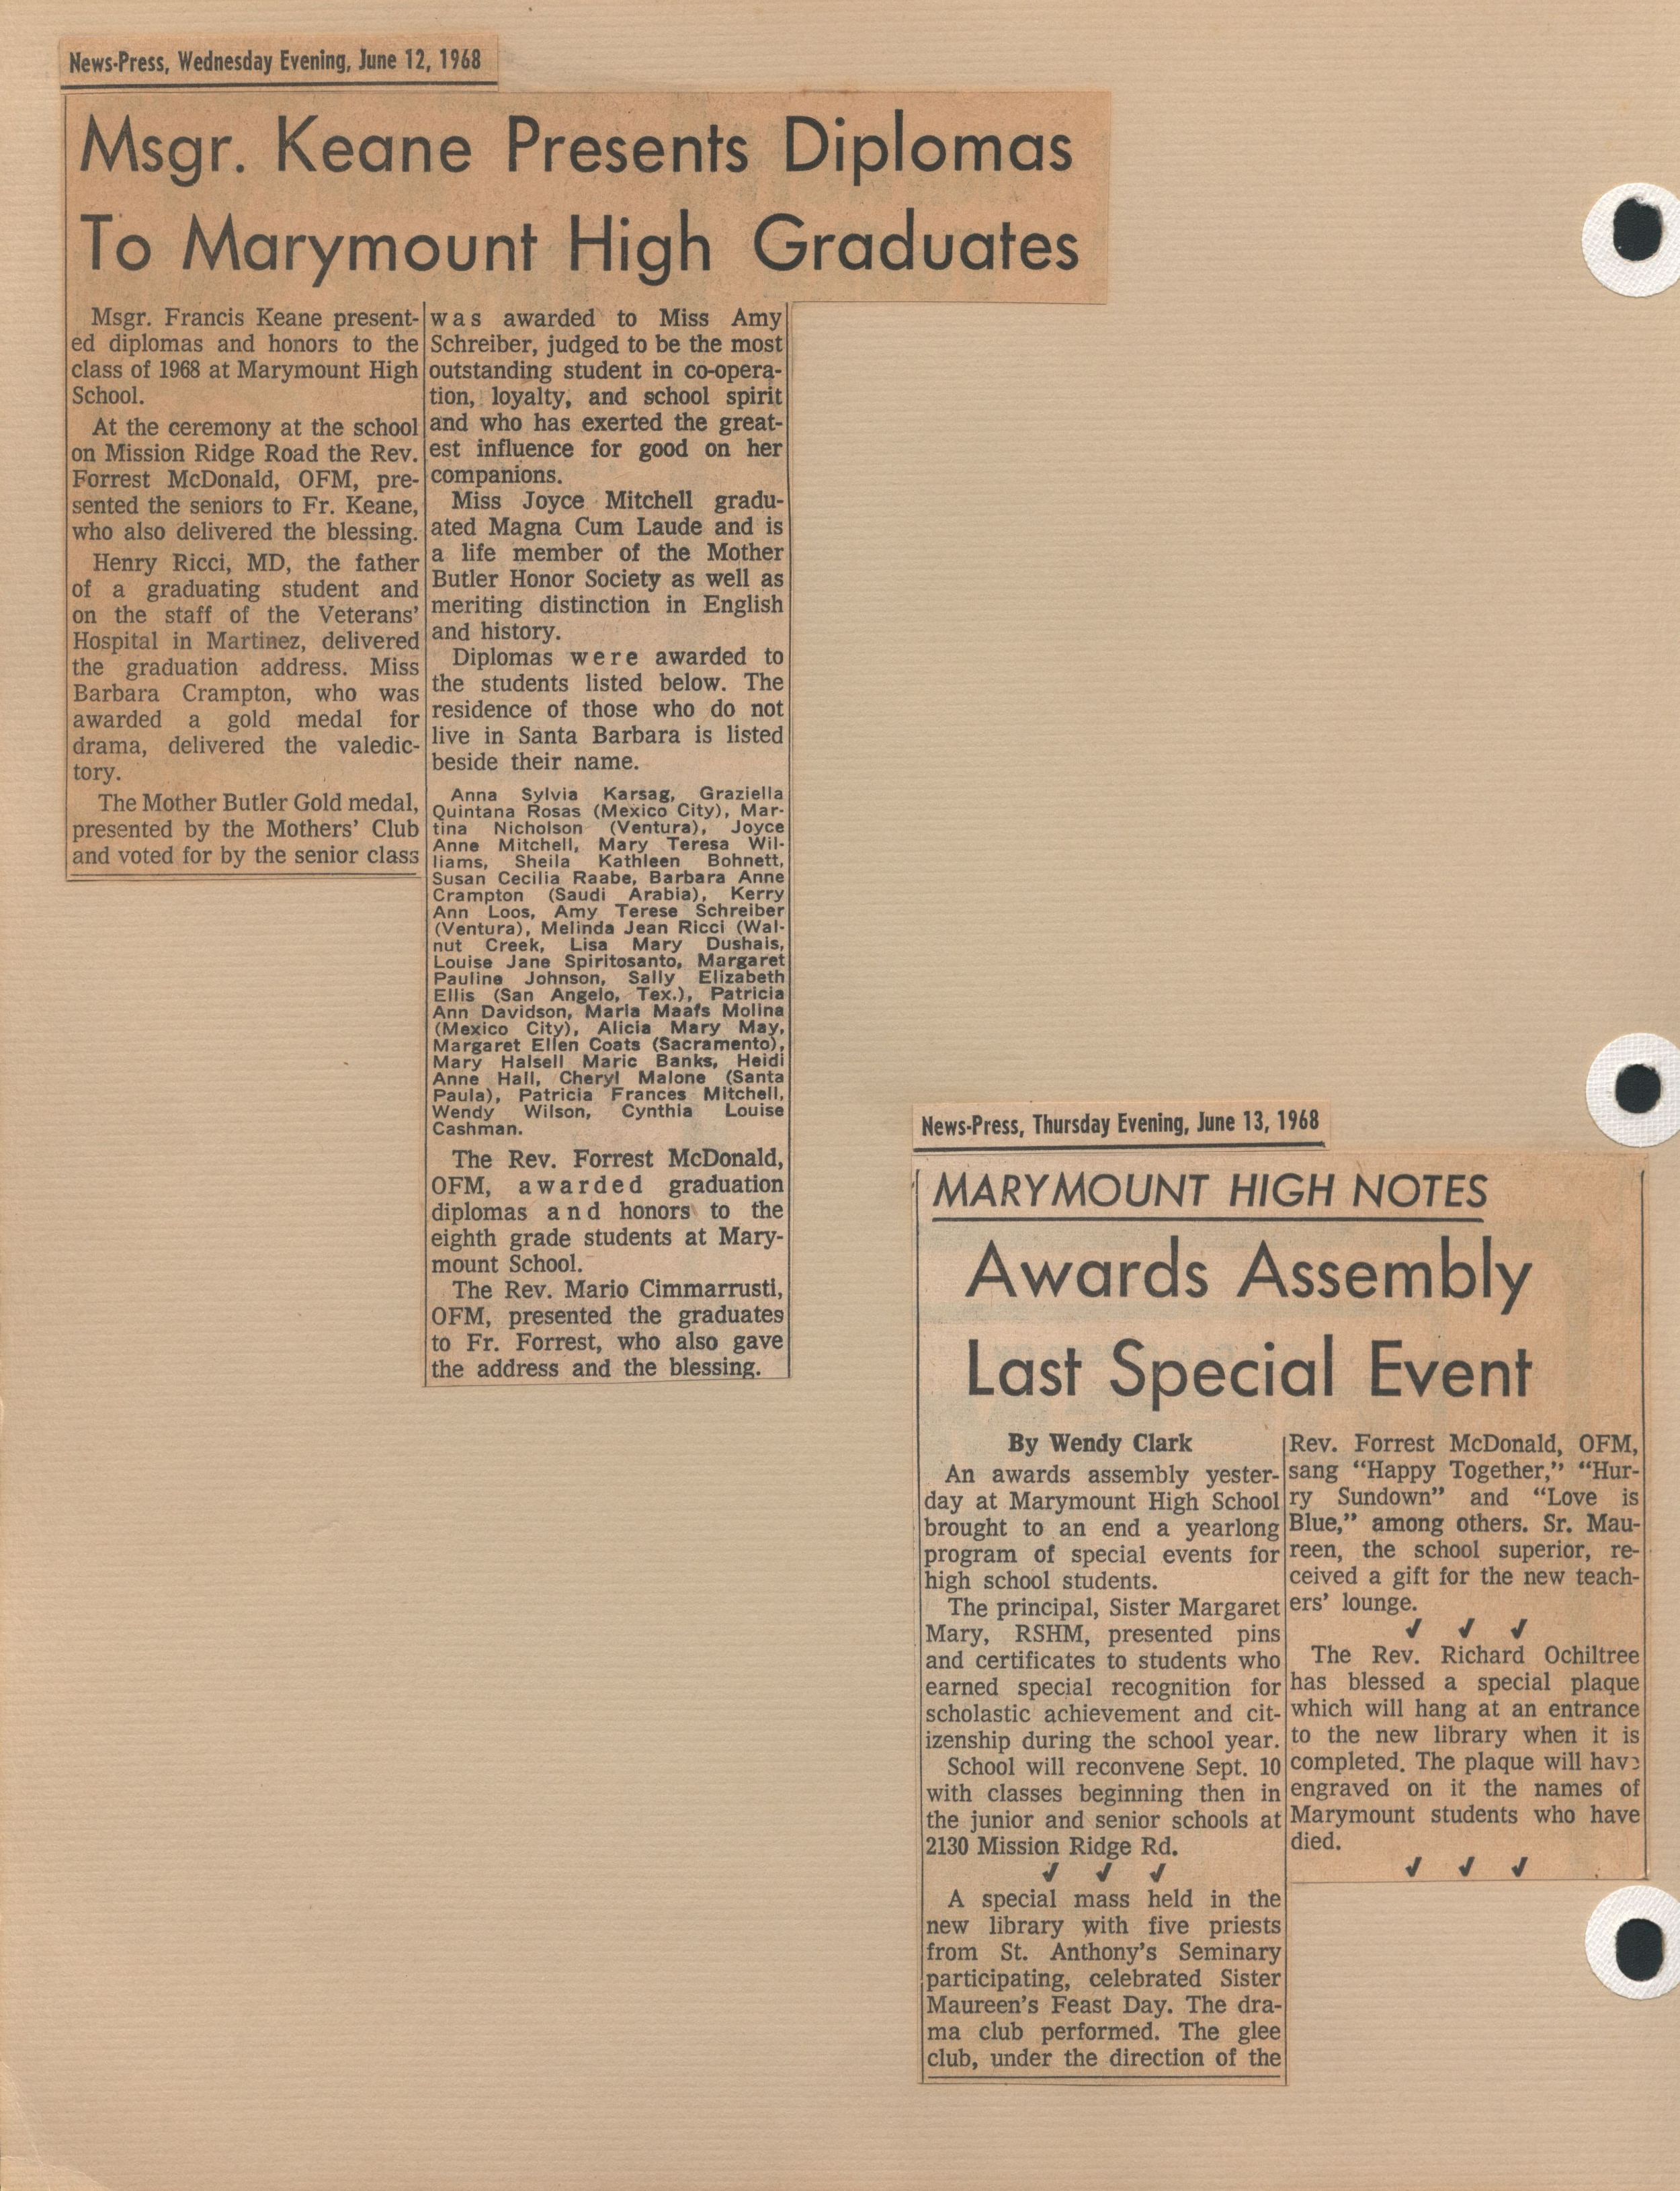 News-Press, Wednesday Evening, June 12, 1968
Msgr. Keane Presents Diplomas
To Marymount High Graduates
Msgr. Francis Keane present-
ed diplomas and honors to the
class of 1968 at Marymount High
School.
At the ceremony at the school
on Mission Ridge Road the Rev.
Forrest McDonald, OFM, pre-
sented the seniors to Fr. Keane,
who also delivered the blessing.
Henry Ricci, MD, the father
of a graduating student and
on the staff of the Veterans'
Hospital in Martinez, delivered
the graduation address. Miss
Barbara Crampton, who was
awarded a gold medal for
drama, delivered the valedic-
tory.
The Mother Butler Gold medal,
presented by the Mothers' Club
and voted for by the senior class
was awarded to Miss Amy
Schreiber, judged to be the most
outstanding student in co-opera-
tion, loyalty, and school spirit
and who has exerted the great-
est influence for good on her
companions.
Miss Joyce Mitchell gradu-
ated Magna Cum Laude and is
a life member of the Mother
Butler Honor Society as well as
meriting distinction in English
and history.
Diplomas were awarded to
the students listed below. The
residence of those who do not
live in Santa Barbara is listed
beside their name.
Anna Sylvia Karsag, Graziella
Quintana Rosas (Mexico City), Mar-
tina Nicholson (Ventura), Joyce
Anne Mitchell, Mary Teresa Wil-
liams, Sheila Kathleen Bohnett,
Susan Cecilia Raabe, Barbara Anne
Crampton (Saudi Arabia), Kerry
Ann Loos, Amy Terese Schreiber
(Ventura), Melinda Jean Ricci (Wal-
nut Creek, Lisa Mary Dushais,
Louise Jane Spiritosanto, Margaret
Pauline Johnson, Sally Elizabeth
Ellis (San Angelo, Tex.), Patricia
Ann Davidson, Maria Maafs Molina
(Mexico City), Alicia Mary May,
Margaret Ellen Coats (Sacramento),
Mary Halsell Maric Banks, Heidi
Anne Hall, Cheryl Malone (Santa
Paula), Patricia Frances Mitchell,
Wendy Wilson, Cynthia Louise
Cashman.
The Rev. Forrest McDonald,
OFM, awarded graduation
diplomas and honors to the
eighth grade students at Mary-
mount School.
The Rev. Mario Cimmarrusti,
OFM, presented the graduates
to Fr. Forrest, who also gave
the address and the blessing.
News-Press, Thursday Evening, June 13, 1968
MARYMOUNT HIGH NOTES
Awards Assembly
Last Special Event
By Wendy Clark
An awards assembly yester-
day at Marymount High School
brought to an end a yearlong
program of special events for
high school students.
The principal, Sister Margaret
Mary, RSHM, presented pins
and certificates to students who
earned special recognition for
scholastic achievement and cit-
izenship during the school year.
School will reconvene Sept. 10
with classes beginning then in
the junior and senior schools at
2130 Mission Ridge Rd.
✓ ✓ ✓
A special mass held in the
new library with five priests
from St. Anthony's Seminary
participating, celebrated Sister
Maureen's Feast Day. The dra-
ma club performed. The glee
club, under the direction of the
Rev. Forrest McDonald, OFM,
sang "Happy Together," "Hur-
ry Sundown" and "Love is
Blue," among others. Sr. Mau-
reen, the school superior, re-
ceived a gift for the new teach-
ers' lounge.
✓ ✓ ✓
The Rev. Richard Ochiltree
has blessed a special plaque
which will hang at an entrance
to the new library when it is
completed. The plaque will have
engraved on it the names of
Marymount students who have
died.
✓ ✓ ✓